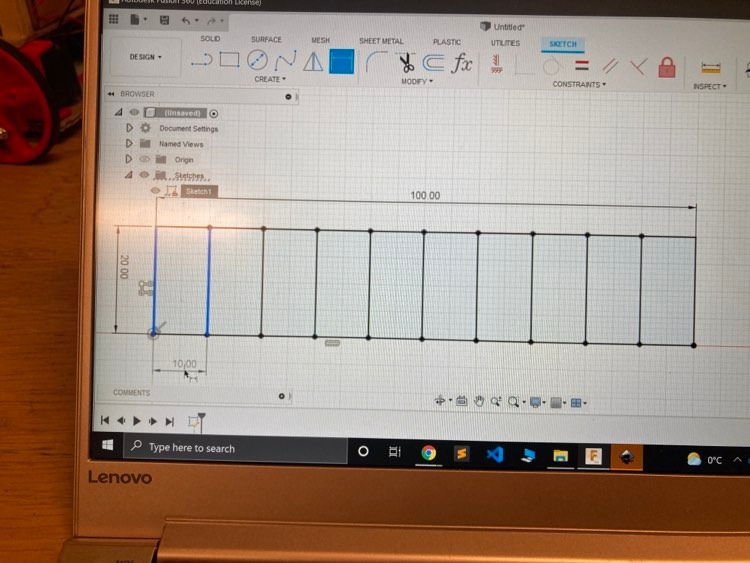 Autodesk Fusion 360 (Education License)
Untitled*
SOLID SURFACE MESH SHEET METAL PLASTIC UTILITIES SKETCH
DESIGN
fx
CREATE MODIFY CONSTRAINTS INSPECT
BROWSER
(Unsaved)
Document Settings
Named Views
Origin
Sketches
Sketch1
100.00
20.00
10.00
COMMENTS
Type here to search
0°C
Lenovo